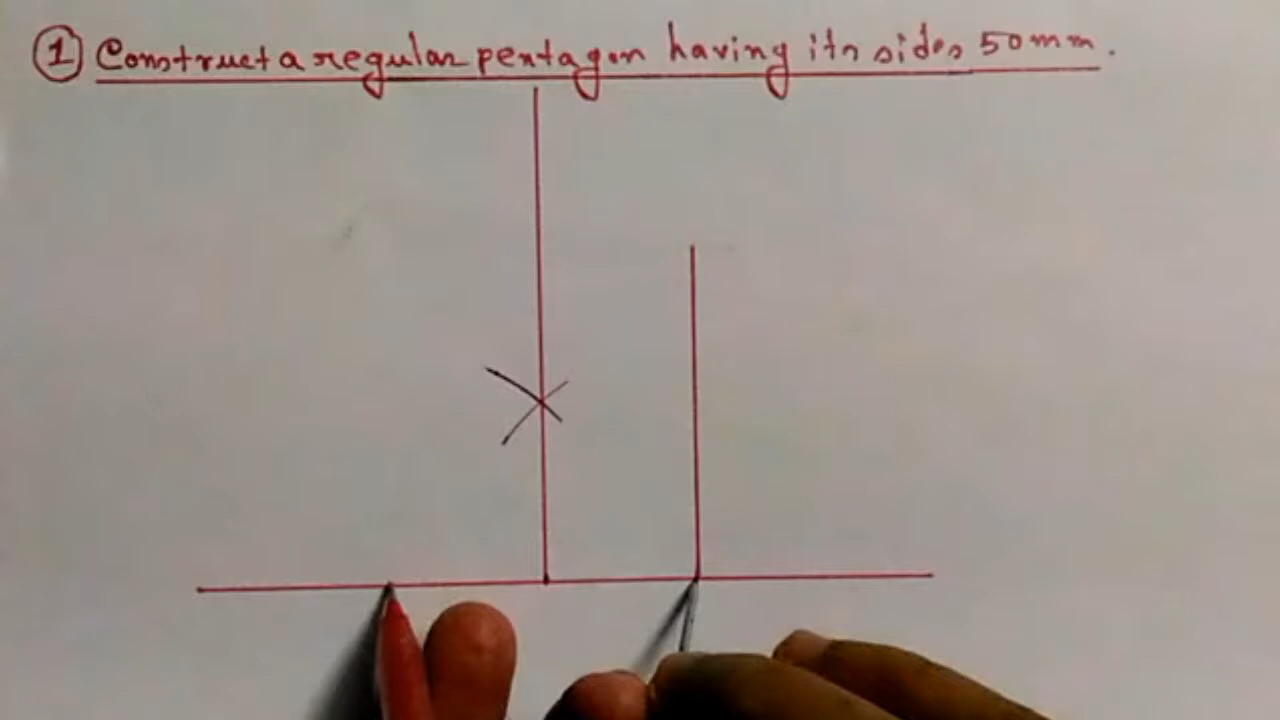 ① Construct a regular pentagon having its sides 50mm.